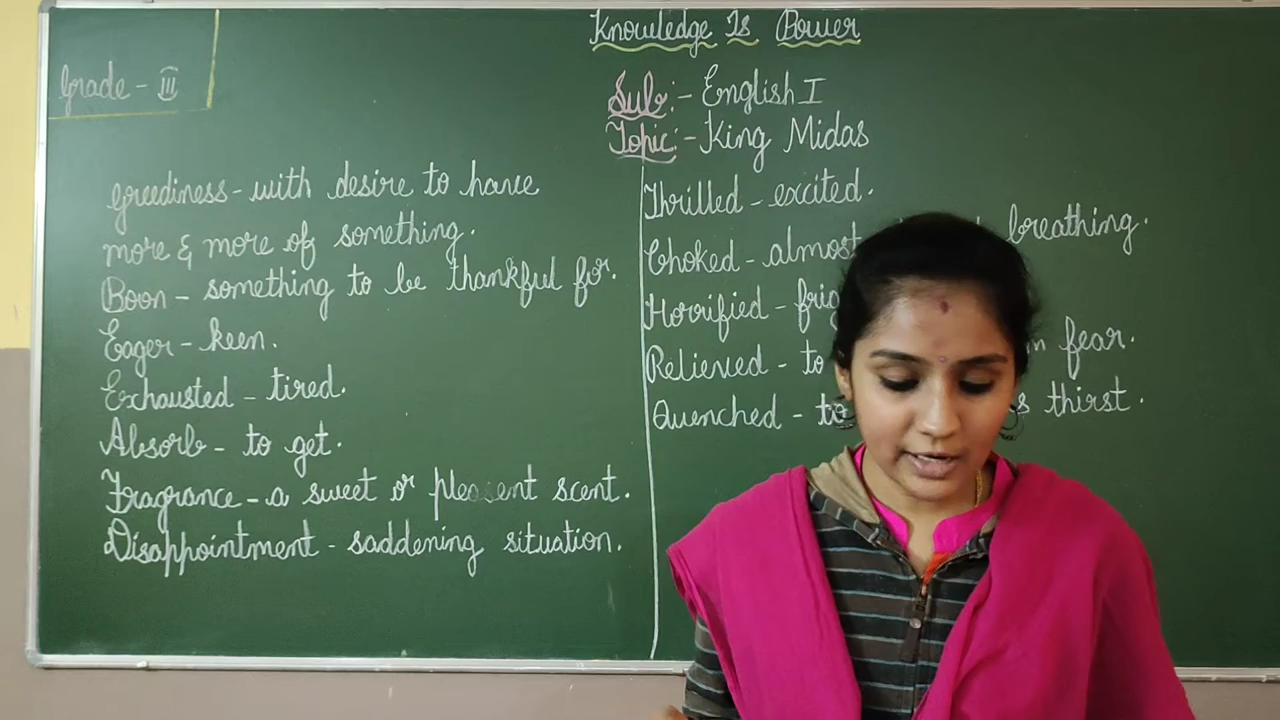 Knowledge Is Power
Grade - III
Sub:- English I
Topic:- King Midas
Greediness - with desire to have
more & more of something.
Boon - something to be thankful for.
Eager - keen.
Exhausted - tired.
Absorb - to get.
Fragrance - a sweet or pleasent scent.
Disappointment - saddening situation.
Thrilled - excited.
Choked - almost breathing.
Horrified -
Relieved - to fear.
Quenched - to thirst.